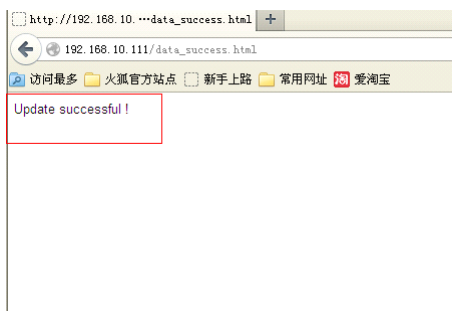 http://192.168.10.…data_success.html
192.168.10.111/data_success.html
访问最多 火狐官方站点 新手上路 常用网址 淘 爱淘宝
Update successful !